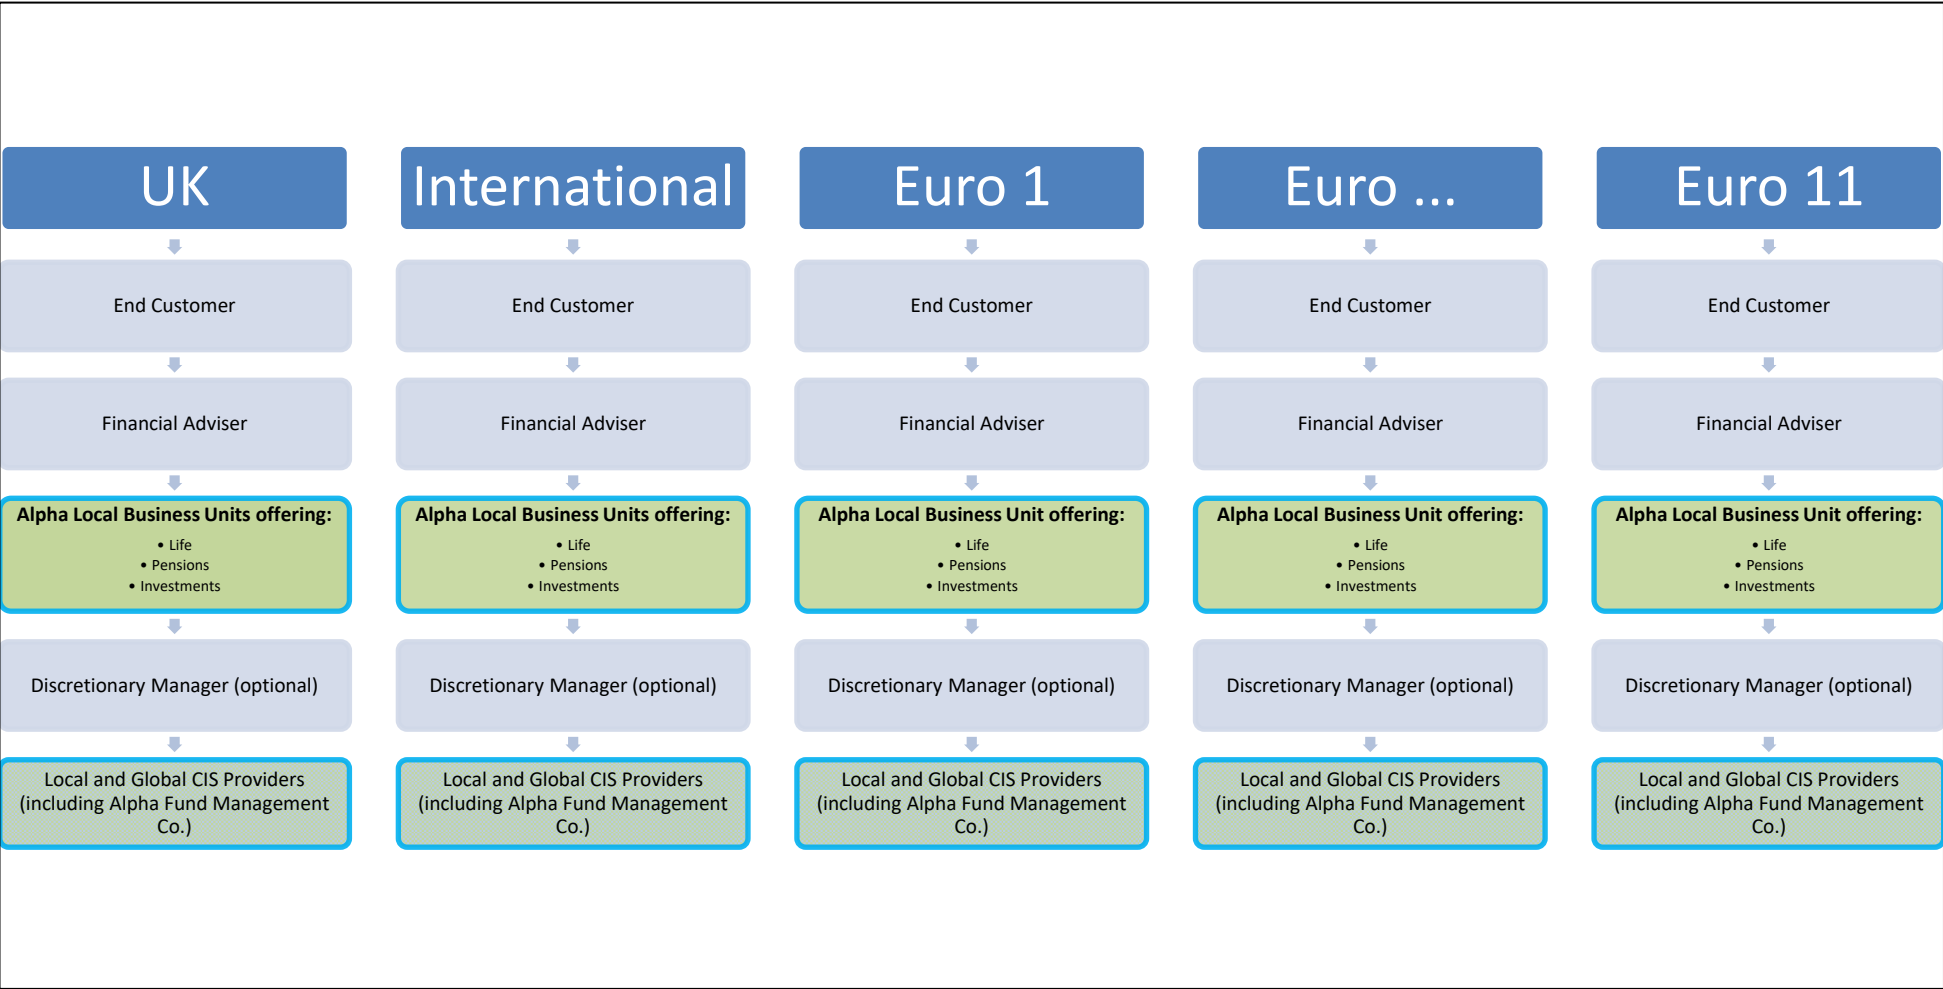 UK
End Customer
Financial Adviser
Alpha Local Business Units offering:
• Life
• Pensions
• Investments
Discretionary Manager (optional)
Local and Global CIS Providers
(including Alpha Fund Management
Co.)
International
End Customer
Financial Adviser
Alpha Local Business Units offering:
• Life
• Pensions
• Investments
Discretionary Manager (optional)
Local and Global CIS Providers
(including Alpha Fund Management
Co.)
Euro 1
End Customer
Financial Adviser
Alpha Local Business Unit offering:
• Life
• Pensions
• Investments
Discretionary Manager (optional)
Local and Global CIS Providers
(including Alpha Fund Management
Co.)
Euro ...
End Customer
Financial Adviser
Alpha Local Business Unit offering:
• Life
• Pensions
• Investments
Discretionary Manager (optional)
Local and Global CIS Providers
(including Alpha Fund Management
Co.)
Euro 11
End Customer
Financial Adviser
Alpha Local Business Unit offering:
• Life
• Pensions
• Investments
Discretionary Manager (optional)
Local and Global CIS Providers
(including Alpha Fund Management
Co.)